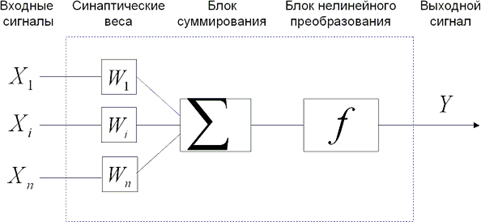 Входные
сигналы
Синаптические
веса
Блок
суммирования
Блок нелинейного
преобразования
Выходной
сигнал
X1
W1
Xi
Wi
Σ
f
Y
Xn
Wn